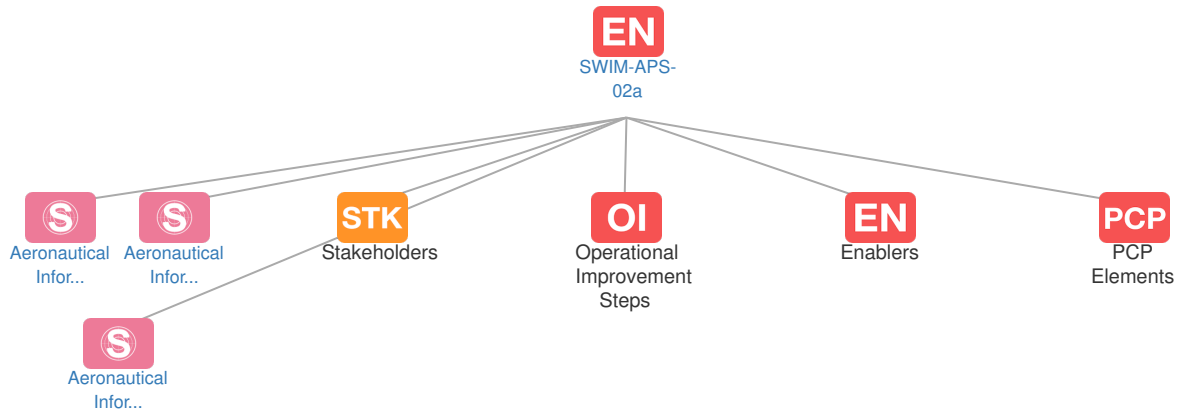 EN
SWIM-APS-
02a
S
Aeronautical
Infor...
S
Aeronautical
Infor...
STK
Stakeholders
OI
Operational
Improvement
Steps
EN
Enablers
PCP
PCP
Elements
S
Aeronautical
Infor...